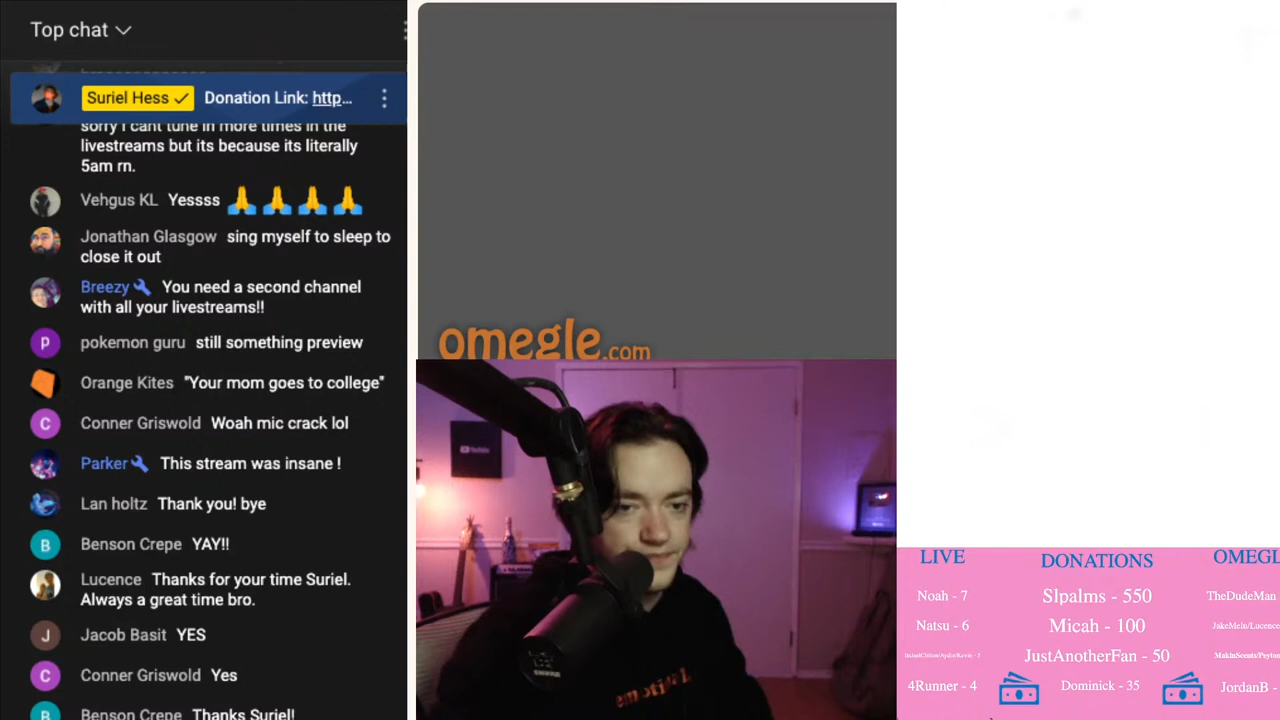 Top chat
Suriel Hess Donation Link: http...
sorry I cant tune in more times in the
livestreams but its because its literally
5am rn.
Vehgus KL Yessss 🙏🙏🙏🙏
Jonathan Glasgow sing myself to sleep to
close it out
Breezy You need a second channel
with all your livestreams!!
P
pokemon guru still something preview
Orange Kites "Your mom goes to college"
C
Conner Griswold Woah mic crack lol
Parker This stream was insane !
Lan holtz Thank you! bye
B
Benson Crepe YAY!!
Lucence Thanks for your time Suriel.
Always a great time bro.
J
Jacob Basit YES
C
Conner Griswold Yes
B
Benson Crepe Thanks Suriel!
omegle.com
YouTube
LIVE
Noah - 7
Natsu - 6
4Runner - 4
DONATIONS
Slpalms - 550
Micah - 100
JustAnotherFan - 50
Dominick - 35
OMEGL
TheDudeMan
JakeMeln/Lucence
MakInScents/Peyton
JordanB -